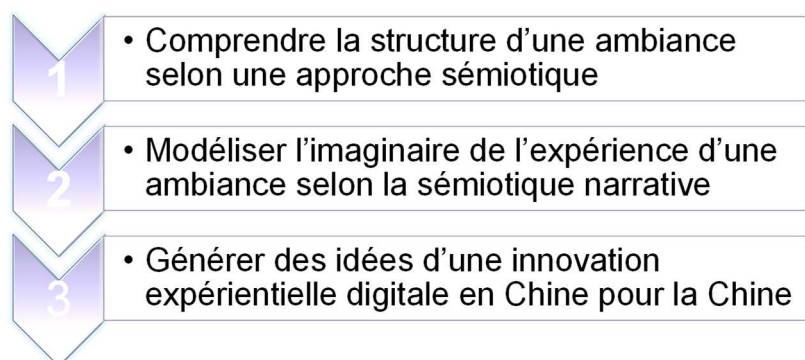 1
• Comprendre la structure d’une ambiance
selon une approche sémiotique
2
• Modéliser l’imaginaire de l’expérience d’une
ambiance selon la sémiotique narrative
3
• Générer des idées d’une innovation
expérientielle digitale en Chine pour la Chine